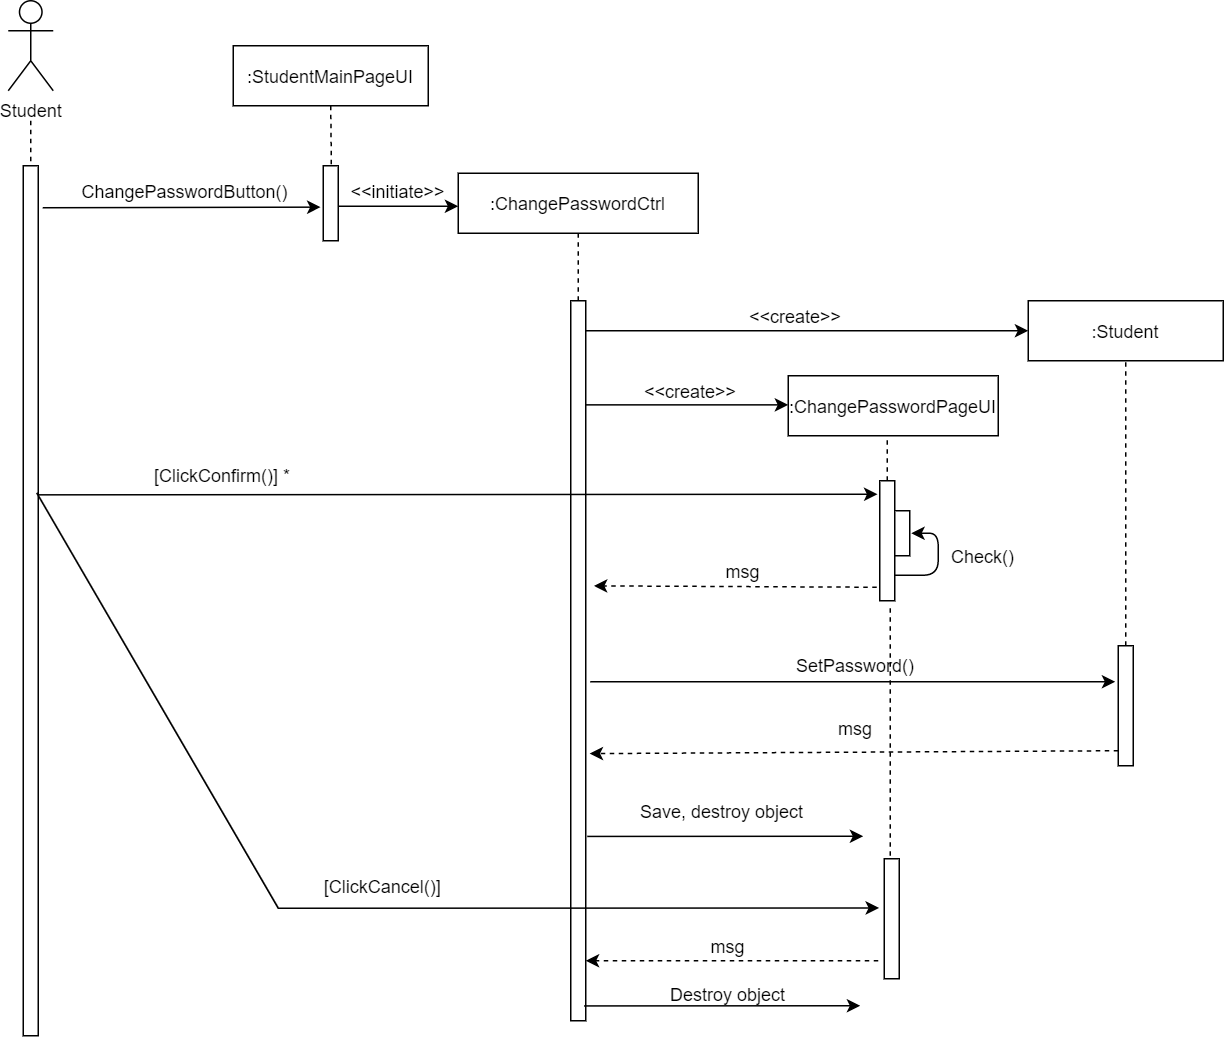 Student
:StudentMainPageUI
ChangePasswordButton()
<<initiate>>
:ChangePasswordCtrl
<<create>>
:Student
<<create>>
:ChangePasswordPageUI
[ClickConfirm()] *
Check()
msg
SetPassword()
msg
Save, destroy object
[ClickCancel()]
msg
Destroy object